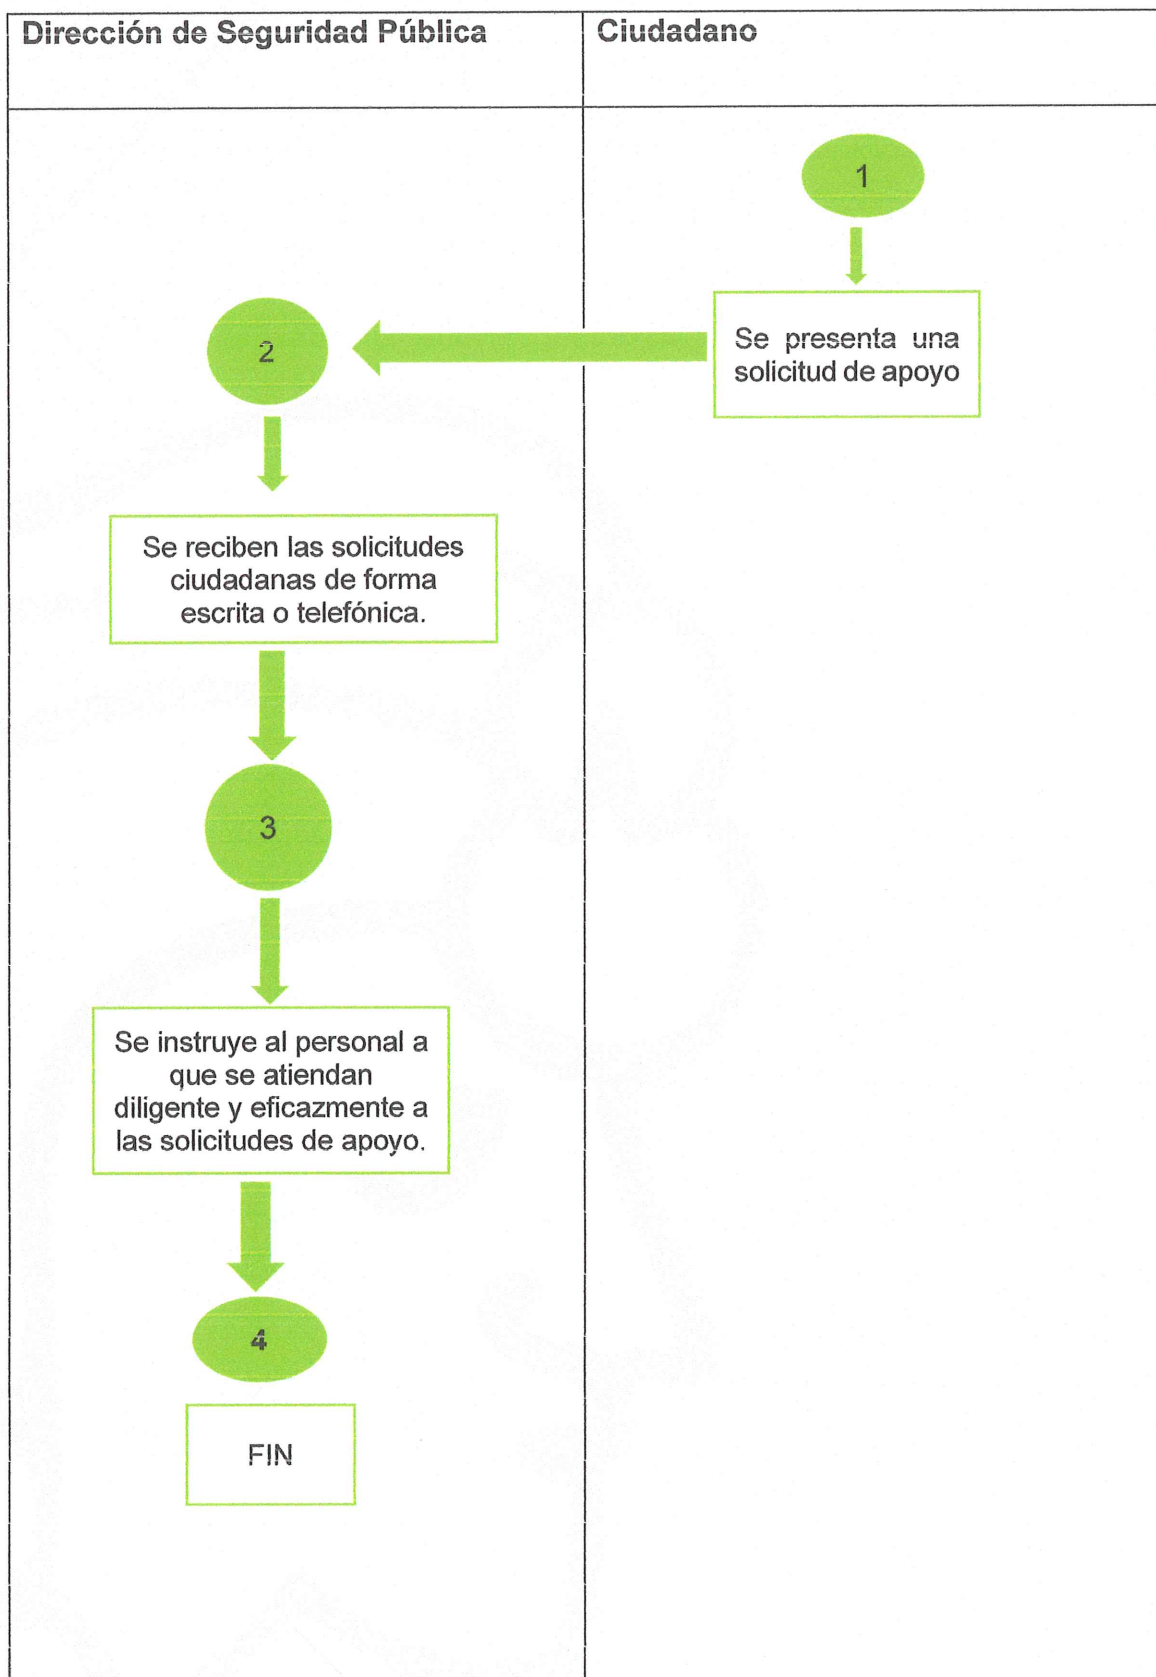 Dirección de Seguridad Pública
Ciudadano
1
Se presenta una
solicitud de apoyo
2
Se reciben las solicitudes
ciudadanas de forma
escrita o telefónica.
3
Se instruye al personal a
que se atiendan
diligente y eficazmente a
las solicitudes de apoyo.
4
FIN